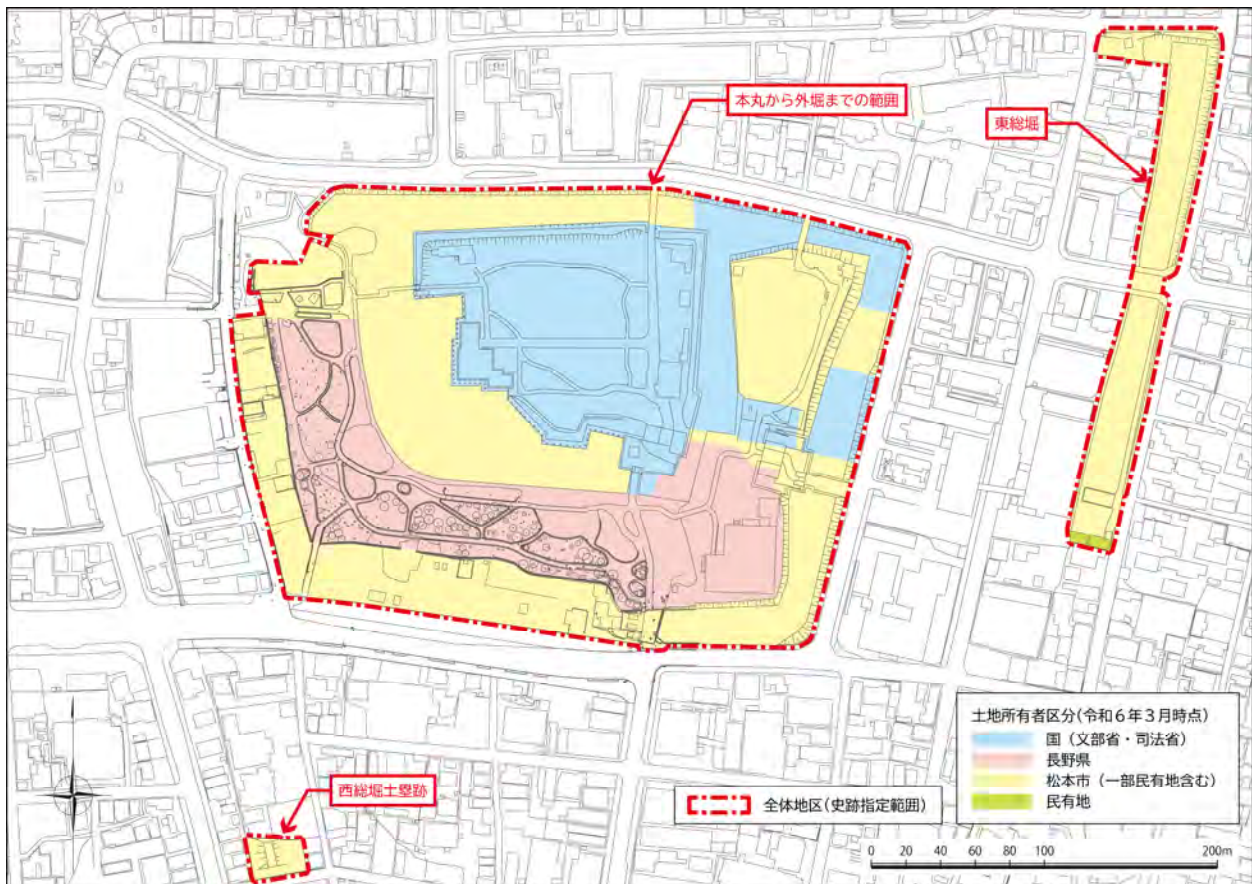 本丸から外堀までの範囲
東総堀
西総堀土塁跡
全体地区(史跡指定範囲)
土地所有者区分(令和6年3月時点)
国(文部省・司法省)
長野県
松本市(一部民有地含む)
民有地
0 20 40 60 80 100 200m